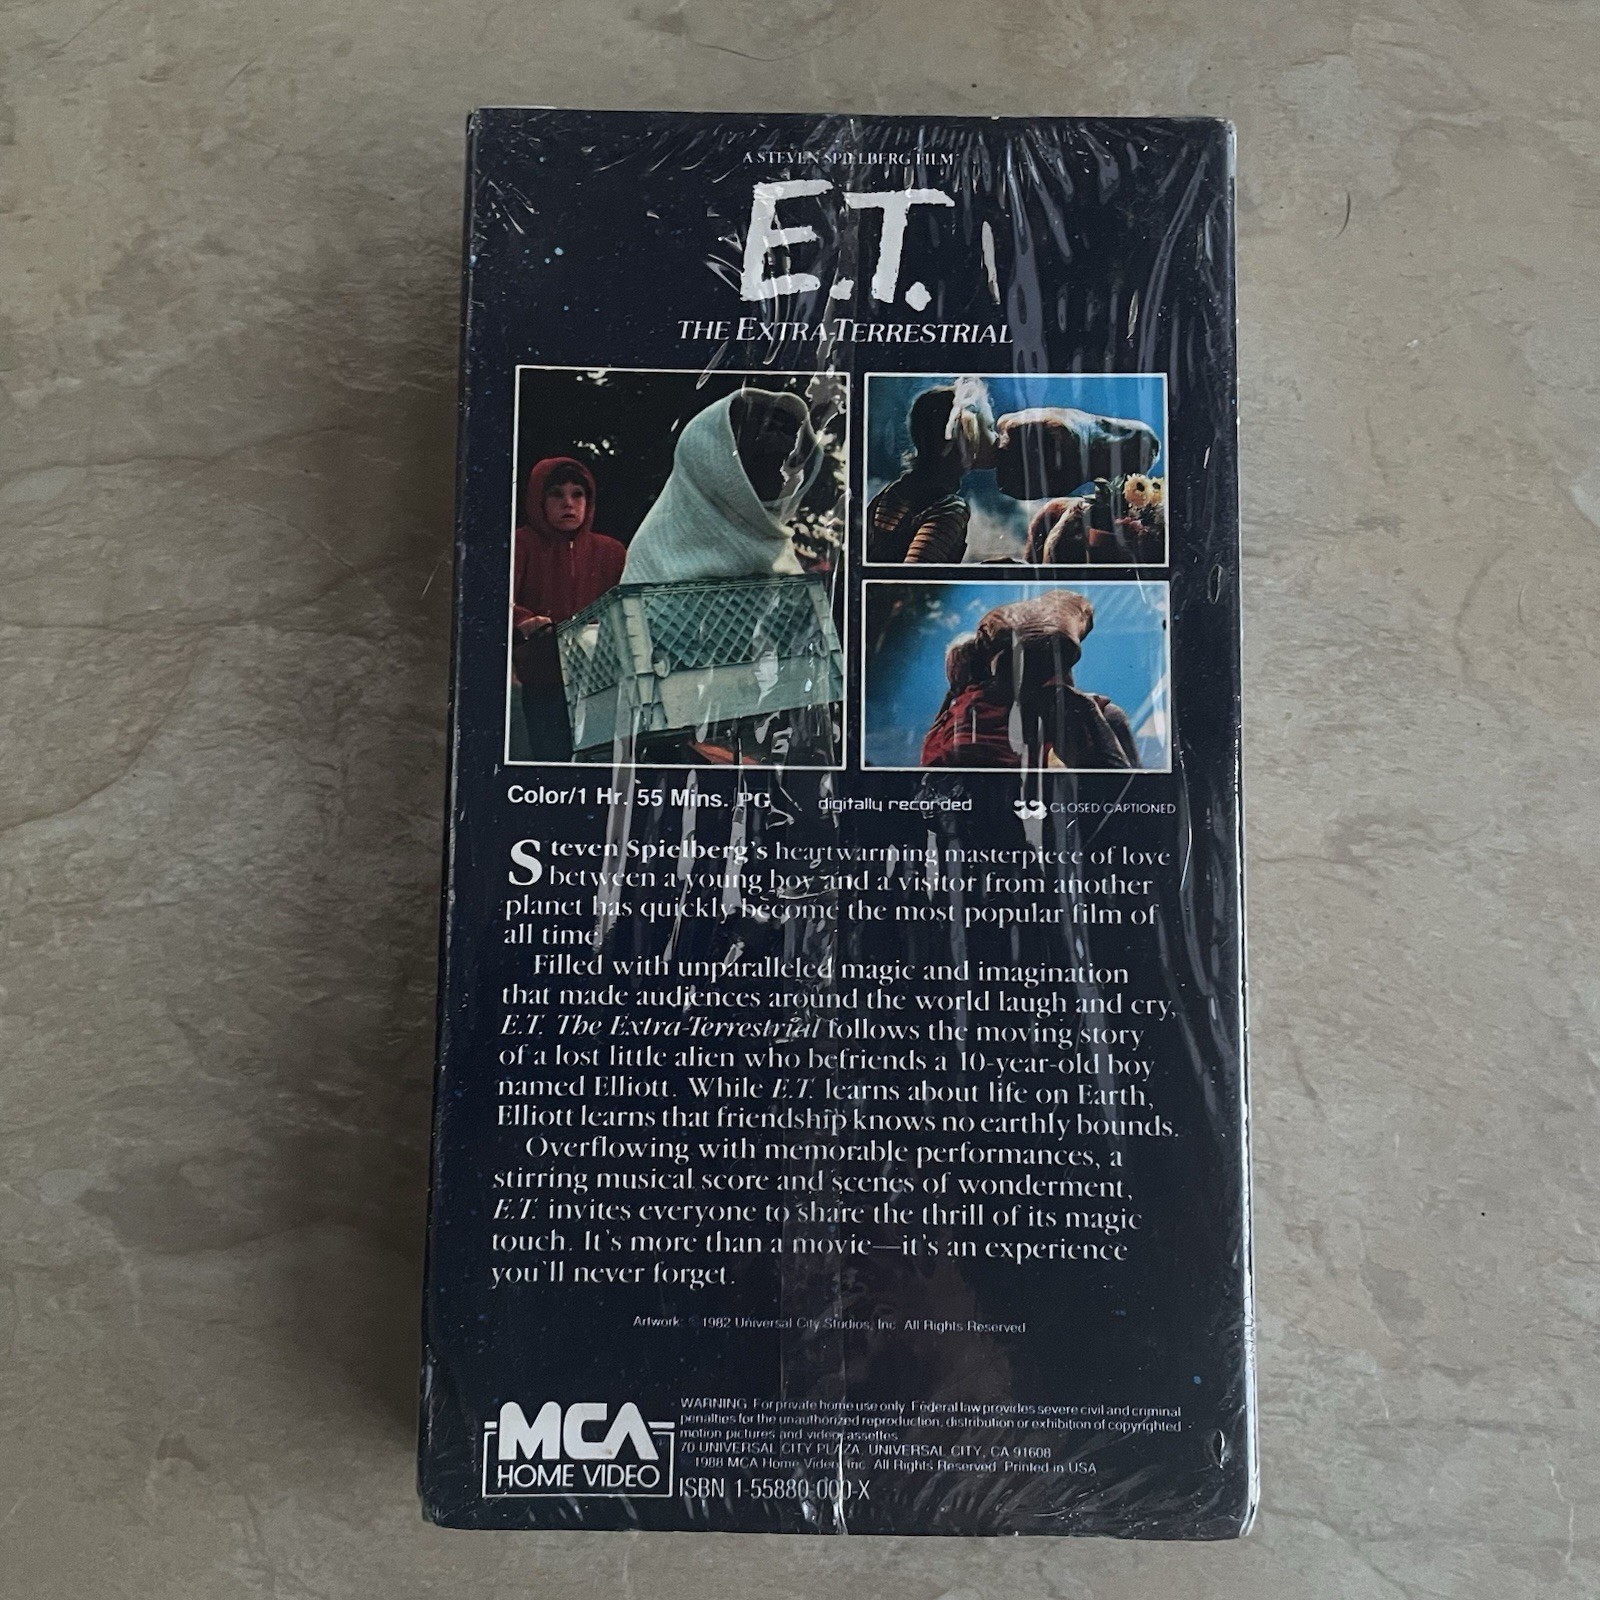 A STEVEN SPIELBERG FILM
E.T.
THE EXTRA-TERRESTRIAL
Color/1 Hr. 55 Mins. PG digitally recorded CLOSED CAPTIONED
Steven Spielberg's heartwarming masterpiece of love
between a young boy and a visitor from another
planet has quickly become the most popular film of
all time.
Filled with unparalleled magic and imagination
that made audiences around the world laugh and cry,
E.T. The Extra-Terrestrial follows the moving story
of a lost little alien who befriends a 10-year-old boy
named Elliott. While E.T. learns about life on Earth,
Elliott learns that friendship knows no earthly bounds.
Overflowing with memorable performances, a
stirring musical score and scenes of wonderment,
E.T. invites everyone to share the thrill of its magic
touch. It's more than a movie—it's an experience
you'll never forget.
Artwork: © 1982 Universal City Studios, Inc. All Rights Reserved
MCA
HOME VIDEO
WARNING: For private home use only. Federal law provides severe civil and criminal
penalties for the unauthorized reproduction, distribution or exhibition of copyrighted
motion pictures and videocassettes.
70 UNIVERSAL CITY PLAZA, UNIVERSAL CITY, CA 91608
1988 MCA Home Video, Inc. All Rights Reserved. Printed in USA
ISBN 1-55880-000-X